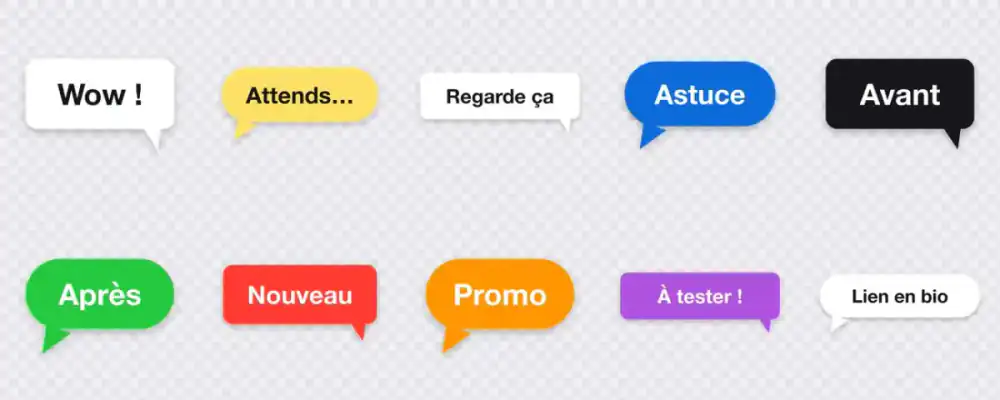 Wow !
Attends...
Regarde ça
Astuce
Avant
Après
Nouveau
Promo
À tester !
Lien en bio